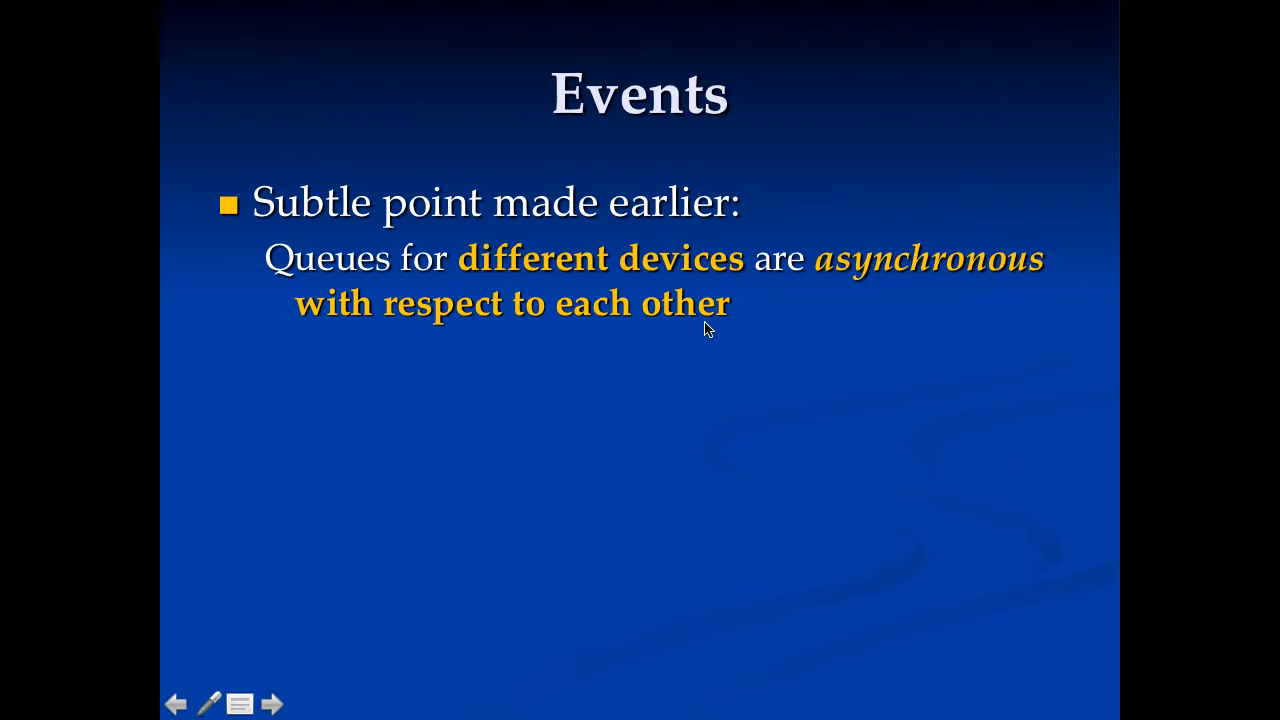 Events
Subtle point made earlier:
Queues for different devices are asynchronous
with respect to each other